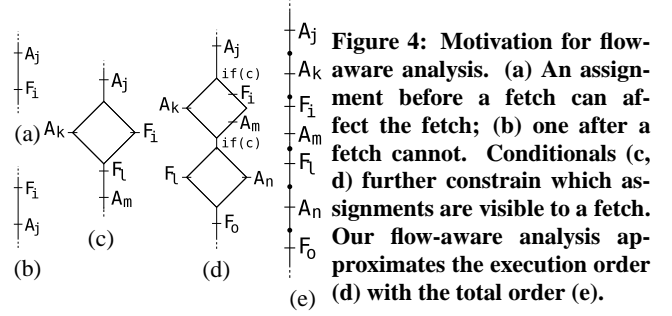 Aj
Fi
(a)
Fi
Aj
(b)
Aj
Ak
Fi
Fl
Am
(c)
Aj
if(c)
Fi
Ak
Am
if(c)
Fl
An
Fo
(d)
Aj
Ak
Fi
Am
Fl
An
Fo
(e)
Figure 4: Motivation for flow-
aware analysis. (a) An assign-
ment before a fetch can af-
fect the fetch; (b) one after a
fetch cannot. Conditionals (c,
d) further constrain which as-
signments are visible to a fetch.
Our flow-aware analysis ap-
proximates the execution order
(d) with the total order (e).